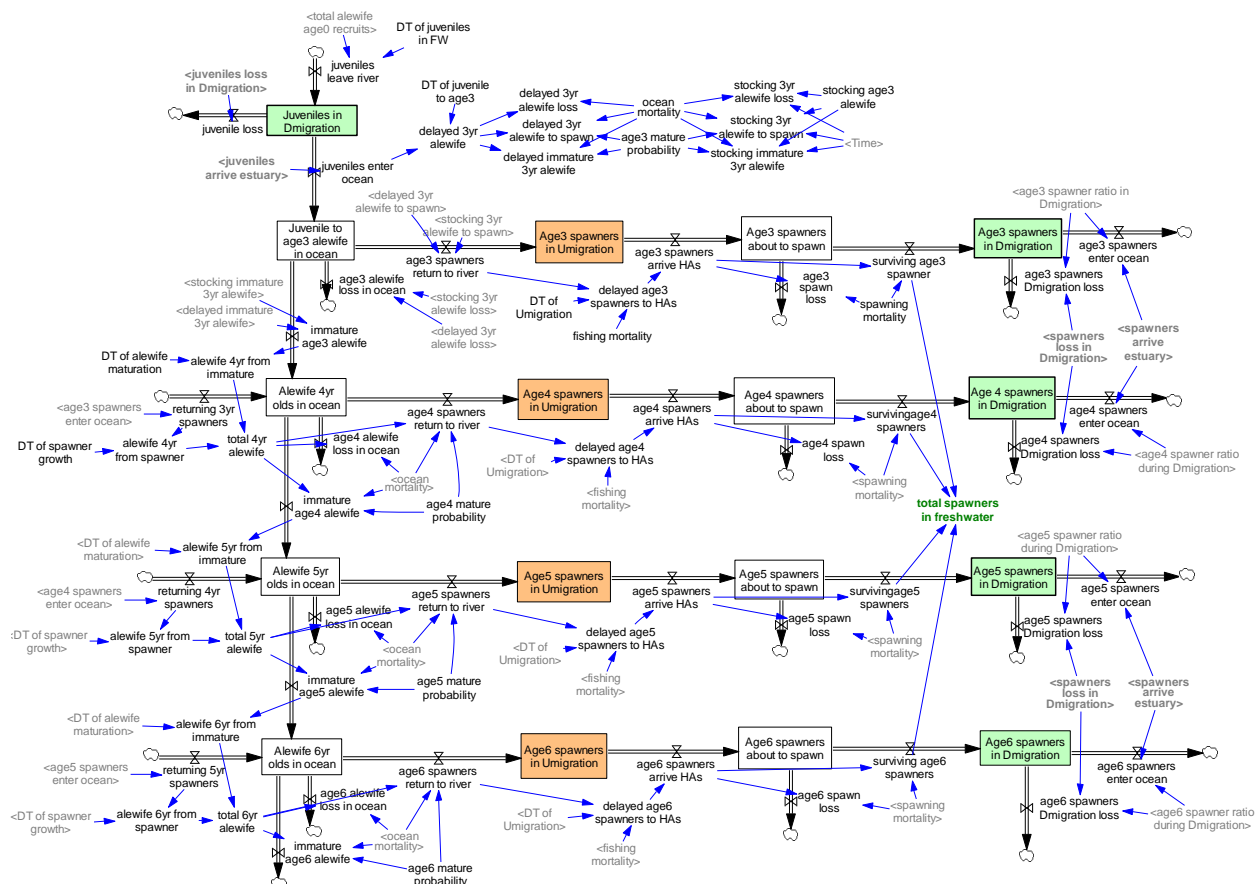 <total alewife
age0 recruits>
DT of juveniles
in FW
juveniles
leave river
<juveniles loss
in Dmigration>
juvenile loss
Juveniles in
Dmigration
<juveniles
arrive estuary>
juveniles enter
ocean
DT of juvenile
to age3
delayed 3yr
alewife
delayed 3yr
alewife loss
delayed 3yr
alewife to spawn
delayed immature
3yr alewife
ocean
mortality
age3 mature
probability
stocking 3yr
alewife loss
stocking 3yr
alewife to spawn
stocking immature
3yr alewife
stocking age3
alewife
<Time>
Juvenile to
age3 alewife
in ocean
<delayed 3yr
alewife to spawn>
<stocking 3yr
alewife to spawn>
age3 spawners
return to river
Age3 spawners
in Umigration
age3 spawners
arrive HAs
Age3 spawners
about to spawn
surviving age3
spawner
Age3 spawners
in Dmigration
<age3 spawner ratio in
Dmigration>
age3 spawners
enter ocean
age3 alewife
loss in ocean
<stocking 3yr
alewife loss>
<delayed 3yr
alewife loss>
DT of
Umigration
delayed age3
spawners to HAs
fishing mortality
age3
spawn loss
spawning
mortality
age3 spawners
Dmigration loss
<stocking immature
3yr alewife>
<delayed immature
3yr alewife>
immature
age3 alewife
<spawners
loss in
Dmigration>
<spawners
arrive
estuary>
DT of alewife
maturation
alewife 4yr from
immature
Alewife 4yr
olds in ocean
<age3 spawners
enter ocean>
returning 3yr
spawners
DT of spawner
growth
alewife 4yr
from spawner
total 4yr
alewife
age4 alewife
loss in ocean
age4 spawners
return to river
Age4 spawners
in Umigration
age4 spawners
arrive HAs
Age4 spawners
about to spawn
survivingage4
spawners
Age 4 spawners
in Dmigration
age4 spawners
enter ocean
<ocean
mortality>
immature
age4 alewife
age4 mature
probability
<DT of
Umigration>
delayed age4
spawners to HAs
<fishing
mortality>
age4 spawn
loss
<spawning
mortality>
age4 spawners
Dmigration loss
<age4 spawner ratio
during Dmigration>
total spawners
in freshwater
<DT of alewife
maturation>
alewife 5yr from
immature
Alewife 5yr
olds in ocean
<age4 spawners
enter ocean>
returning 4yr
spawners
<DT of spawner
growth>
alewife 5yr from
spawner
total 5yr
alewife
age5 alewife
loss in ocean
age5 spawners
return to river
Age5 spawners
in Umigration
age5 spawners
arrive HAs
Age5 spawners
about to spawn
survivingage5
spawners
Age5 spawners
in Dmigration
<age5 spawner ratio
during Dmigration>
age5 spawners
enter ocean
<ocean
mortality>
immature
age5 alewife
age5 mature
probability
<DT of
Umigration>
delayed age5
spawners to HAs
<fishing
mortality>
age5 spawn
loss
<spawning
mortality>
age5 spawners
Dmigration loss
<spawners
loss in
Dmigration>
<spawners
arrive
estuary>
<DT of alewife
maturation>
alewife 6yr from
immature
Alewife 6yr
olds in ocean
<age5 spawners
enter ocean>
returning 5yr
spawners
<DT of spawner
growth>
alewife 6yr from
spawner
total 6yr
alewife
age6 alewife
loss in ocean
age6 spawners
return to river
Age6 spawners
in Umigration
age6 spawners
arrive HAs
Age6 spawners
about to spawn
surviving age6
spawners
Age6 spawners
in Dmigration
age6 spawners
enter ocean
<ocean
mortality>
immature
age6 alewife
age6 mature
probability
<DT of
Umigration>
delayed age6
spawners to HAs
<fishing
mortality>
age6 spawn
loss
<spawning
mortality>
age6 spawners
Dmigration loss
<age6 spawner ratio
during Dmigration>